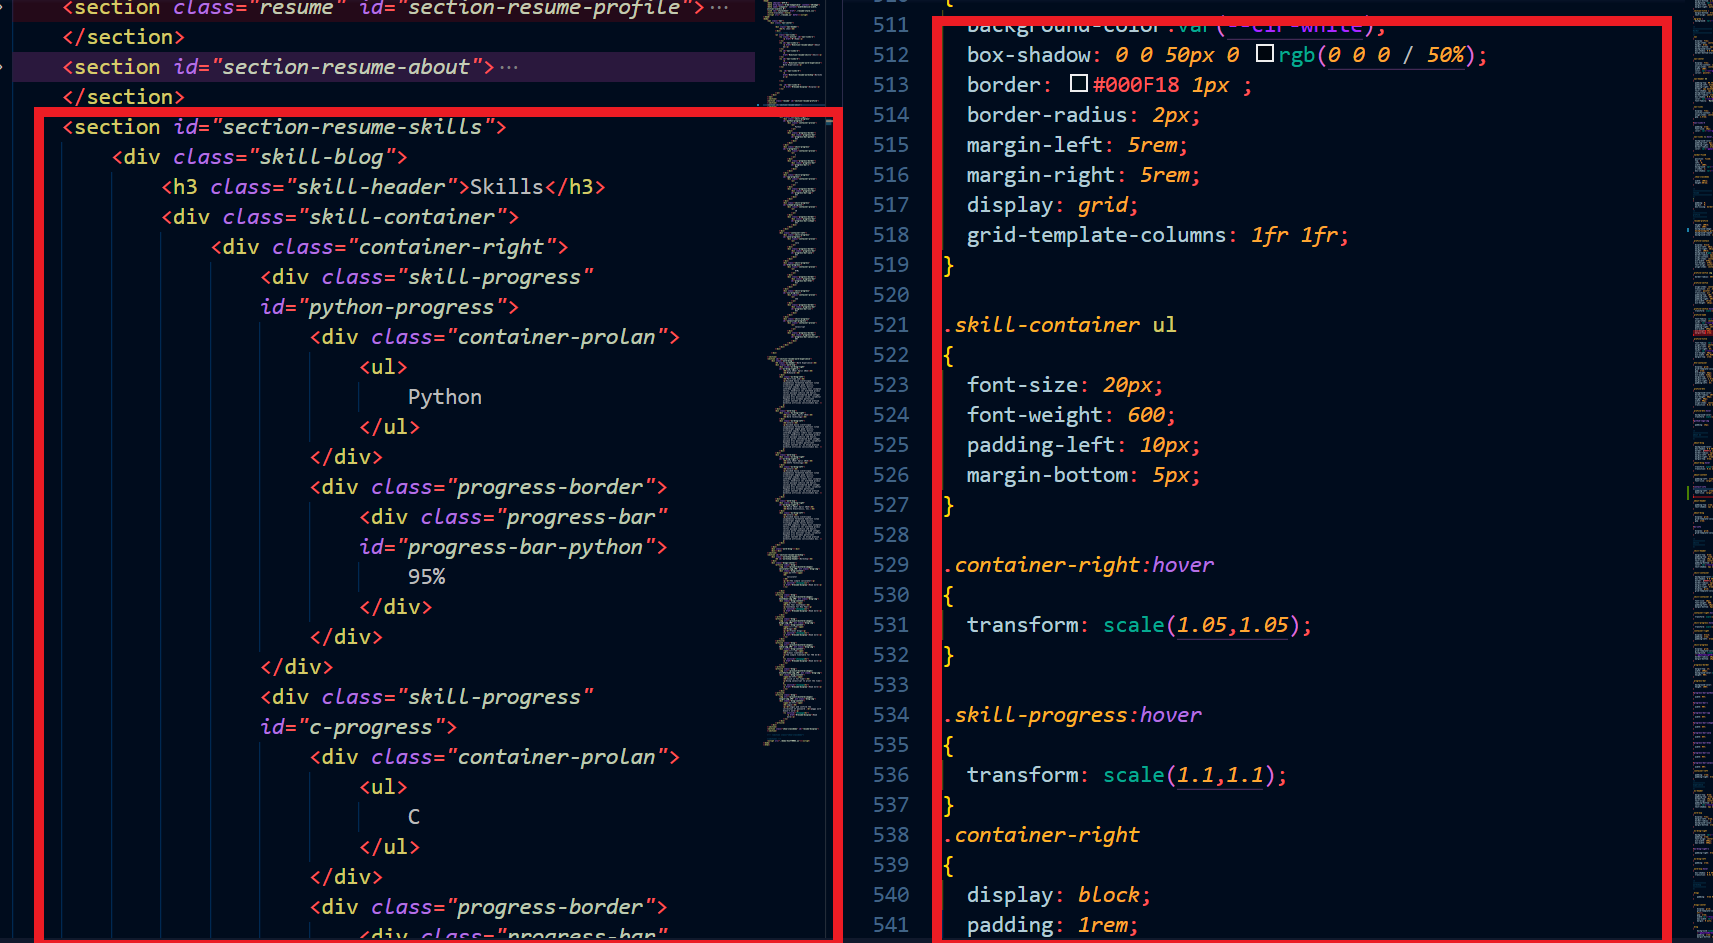 <section class="resume" id="section-resume-profile">···
</section>
<section id="section-resume-about">···
</section>
<section id="section-resume-skills">
<div class="skill-blog">
<h3 class="skill-header">Skills</h3>
<div class="skill-container">
<div class="container-right">
<div class="skill-progress"
id="python-progress">
<div class="container-prolan">
<ul>
Python
</ul>
</div>
<div class="progress-border">
<div class="progress-bar"
id="progress-bar-python">
95%
</div>
</div>
</div>
<div class="skill-progress"
id="c-progress">
<div class="container-prolan">
<ul>
C
</ul>
</div>
<div class="progress-border">
<div class="progress-bar"
511 background-color:var(--clr-white);
512 box-shadow: 0 0 50px 0 rgb(0 0 0 / 50%);
513 border: #000F18 1px ;
514 border-radius: 2px;
515 margin-left: 5rem;
516 margin-right: 5rem;
517 display: grid;
518 grid-template-columns: 1fr 1fr;
519 }
520
521 .skill-container ul
522 {
523 font-size: 20px;
524 font-weight: 600;
525 padding-left: 10px;
526 margin-bottom: 5px;
527 }
528
529 .container-right:hover
530 {
531 transform: scale(1.05,1.05);
532 }
533
534 .skill-progress:hover
535 {
536 transform: scale(1.1,1.1);
537 }
538 .container-right
539 {
540 display: block;
541 padding: 1rem;